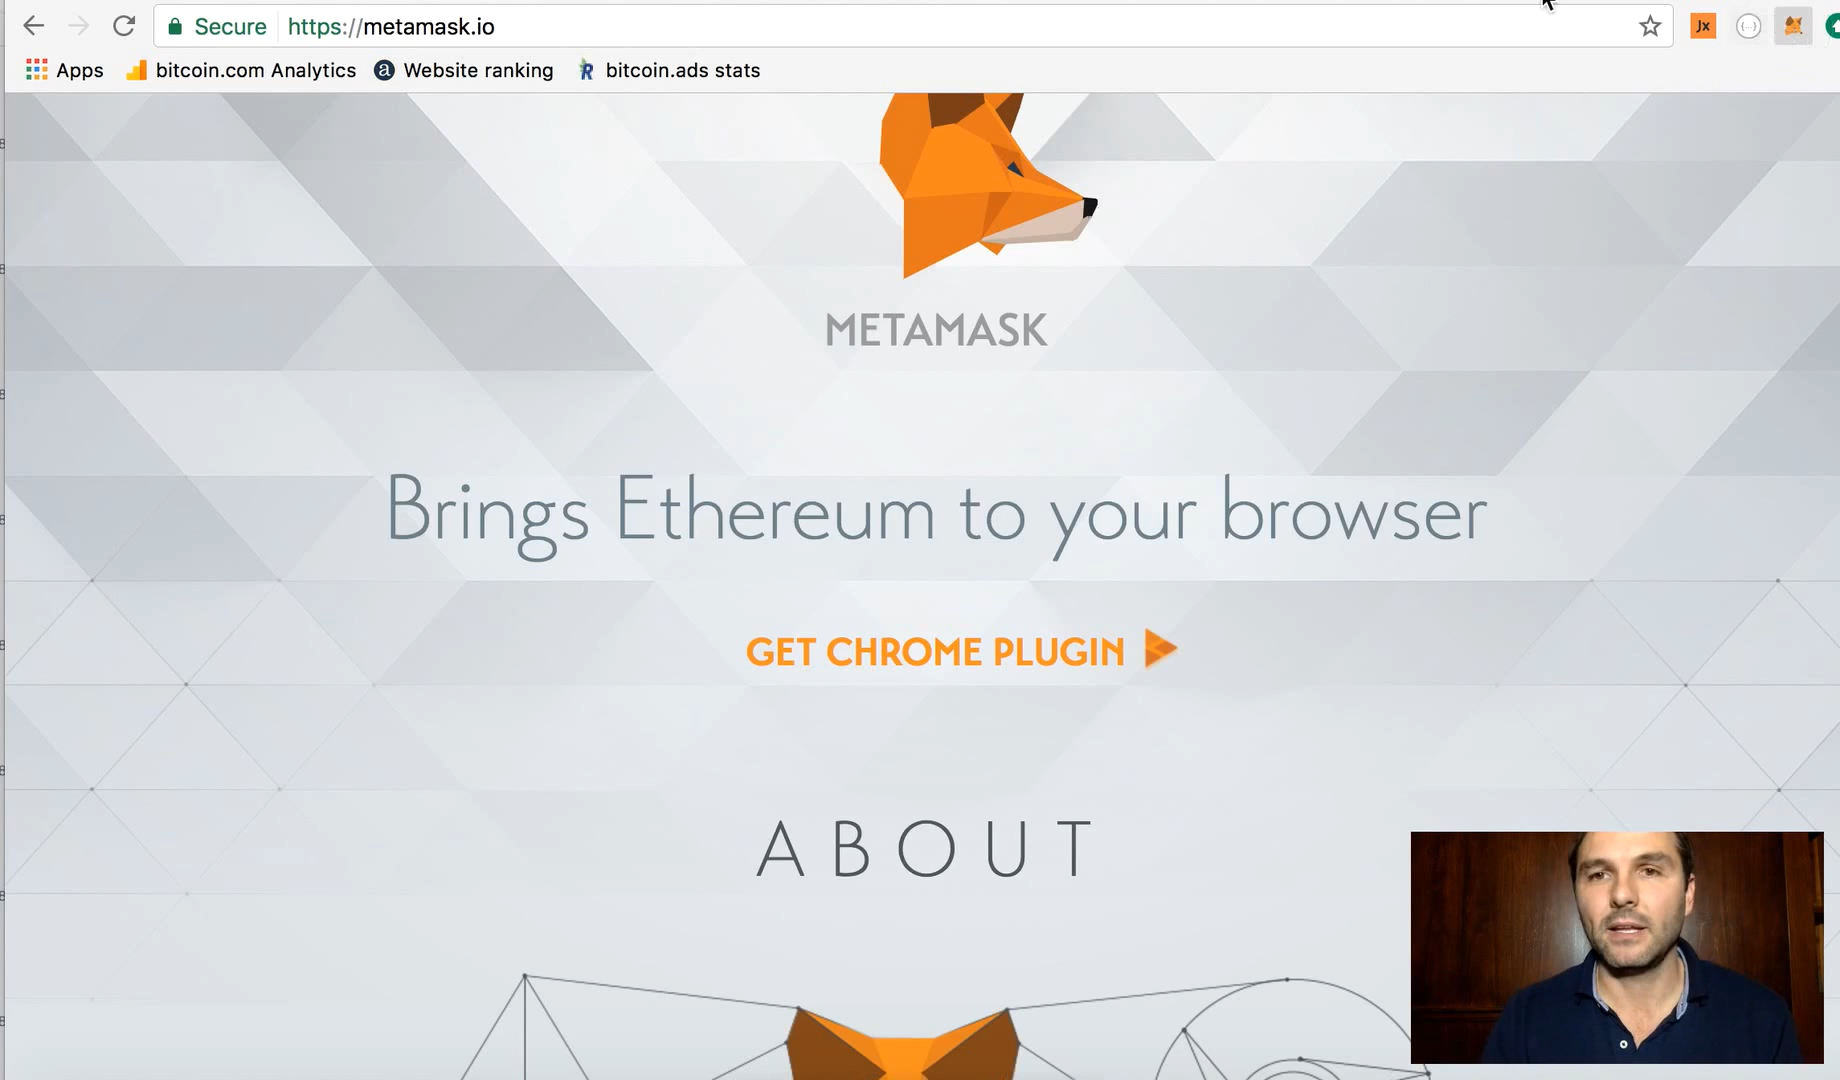 Secure https://metamask.io
Jx
Apps bitcoin.com Analytics a Website ranking R bitcoin.ads stats
METAMASK
Brings Ethereum to your browser
GET CHROME PLUGIN
ABOUT